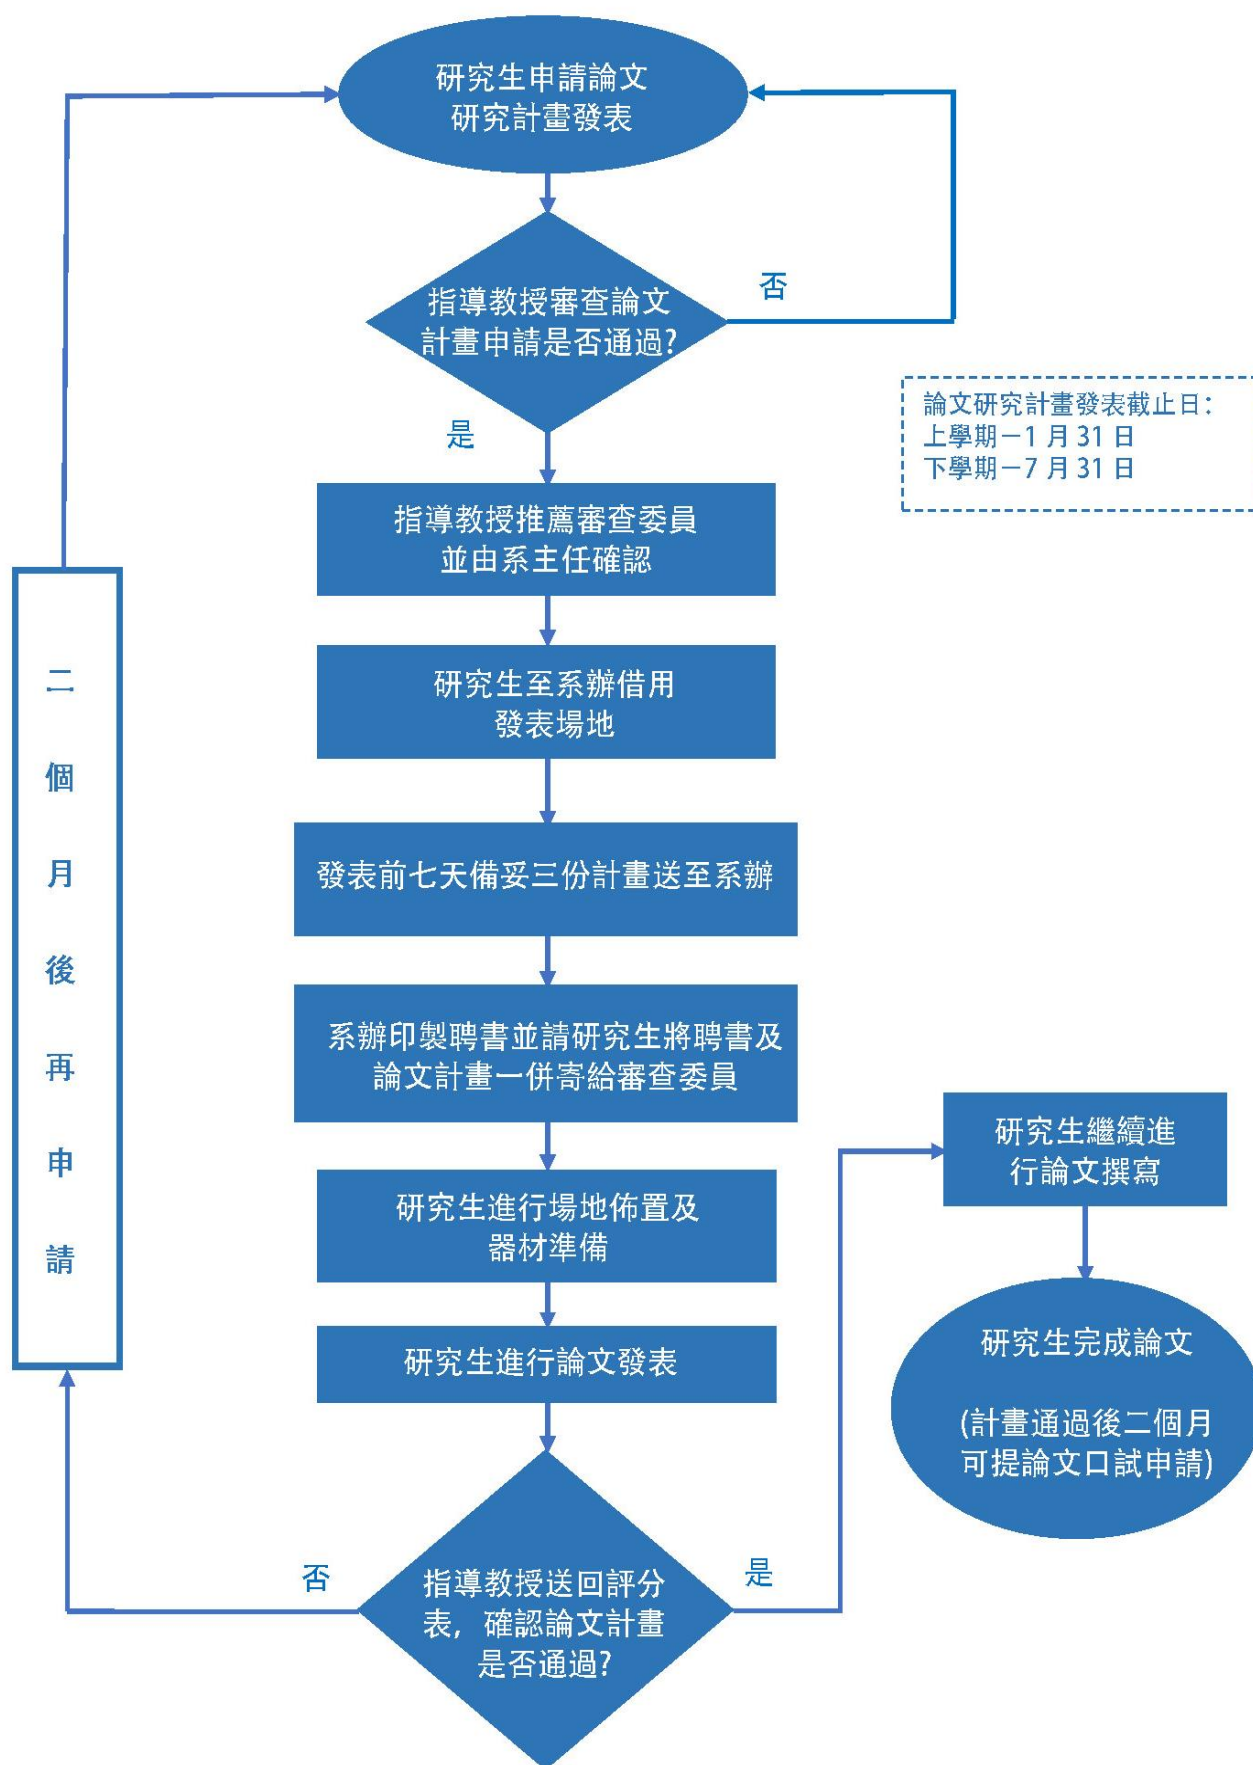 研究生申請論文
研究計畫發表
指導教授審查論文
計畫申請是否通過?
否
是
論文研究計畫發表截止日：
上學期－1 月 31 日
下學期－7 月 31 日
指導教授推薦審查委員
並由系主任確認
研究生至系辦借用
發表場地
發表前七天備妥三份計畫送至系辦
系辦印製聘書並請研究生將聘書及
論文計畫一併寄給審查委員
研究生進行場地佈置及
器材準備
研究生進行論文發表
指導教授送回評分
表，確認論文計畫
是否通過?
否
是
二個月後再申請
研究生繼續進
行論文撰寫
研究生完成論文
(計畫通過後二個月
可提論文口試申請)